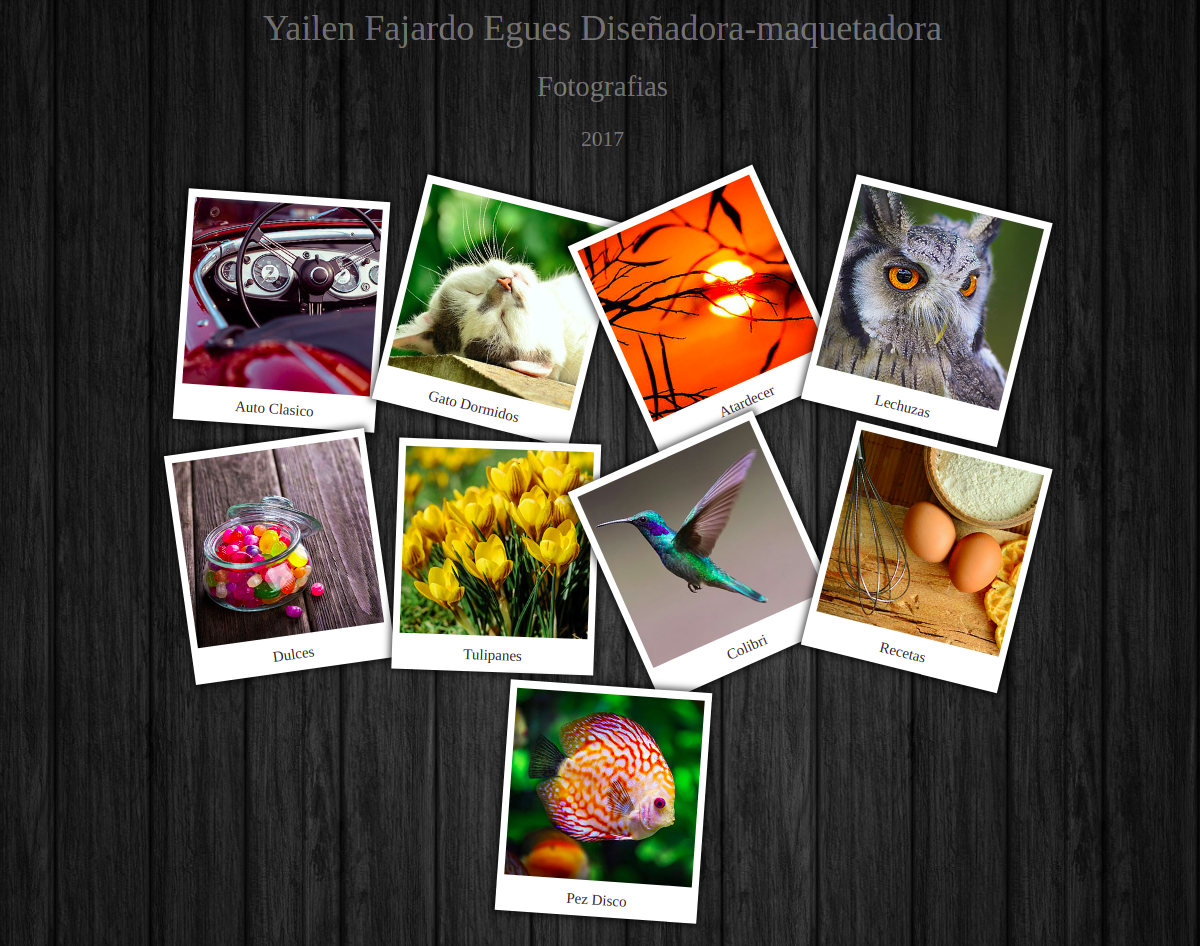 Yailen Fajardo Egues Diseñadora-maquetadora
Fotografias
2017
Auto Clasico
Gato Dormidos
Atardecer
Lechuzas
Dulces
Tulipanes
Colibri
Recetas
Pez Disco